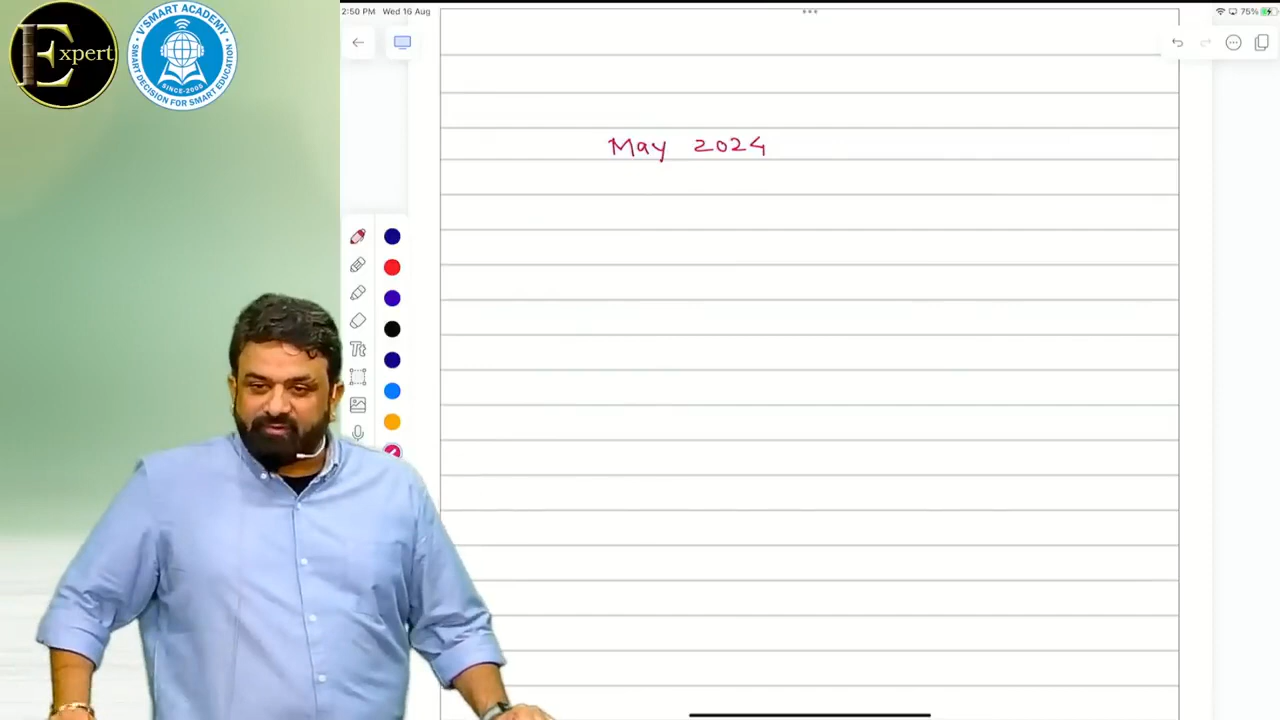 Expert
V'SMART ACADEMY
SINCE-2005
SMART DECISION FOR SMART EDUCATION
2:50 PM Wed 16 Aug
75%
May 2024
Tt